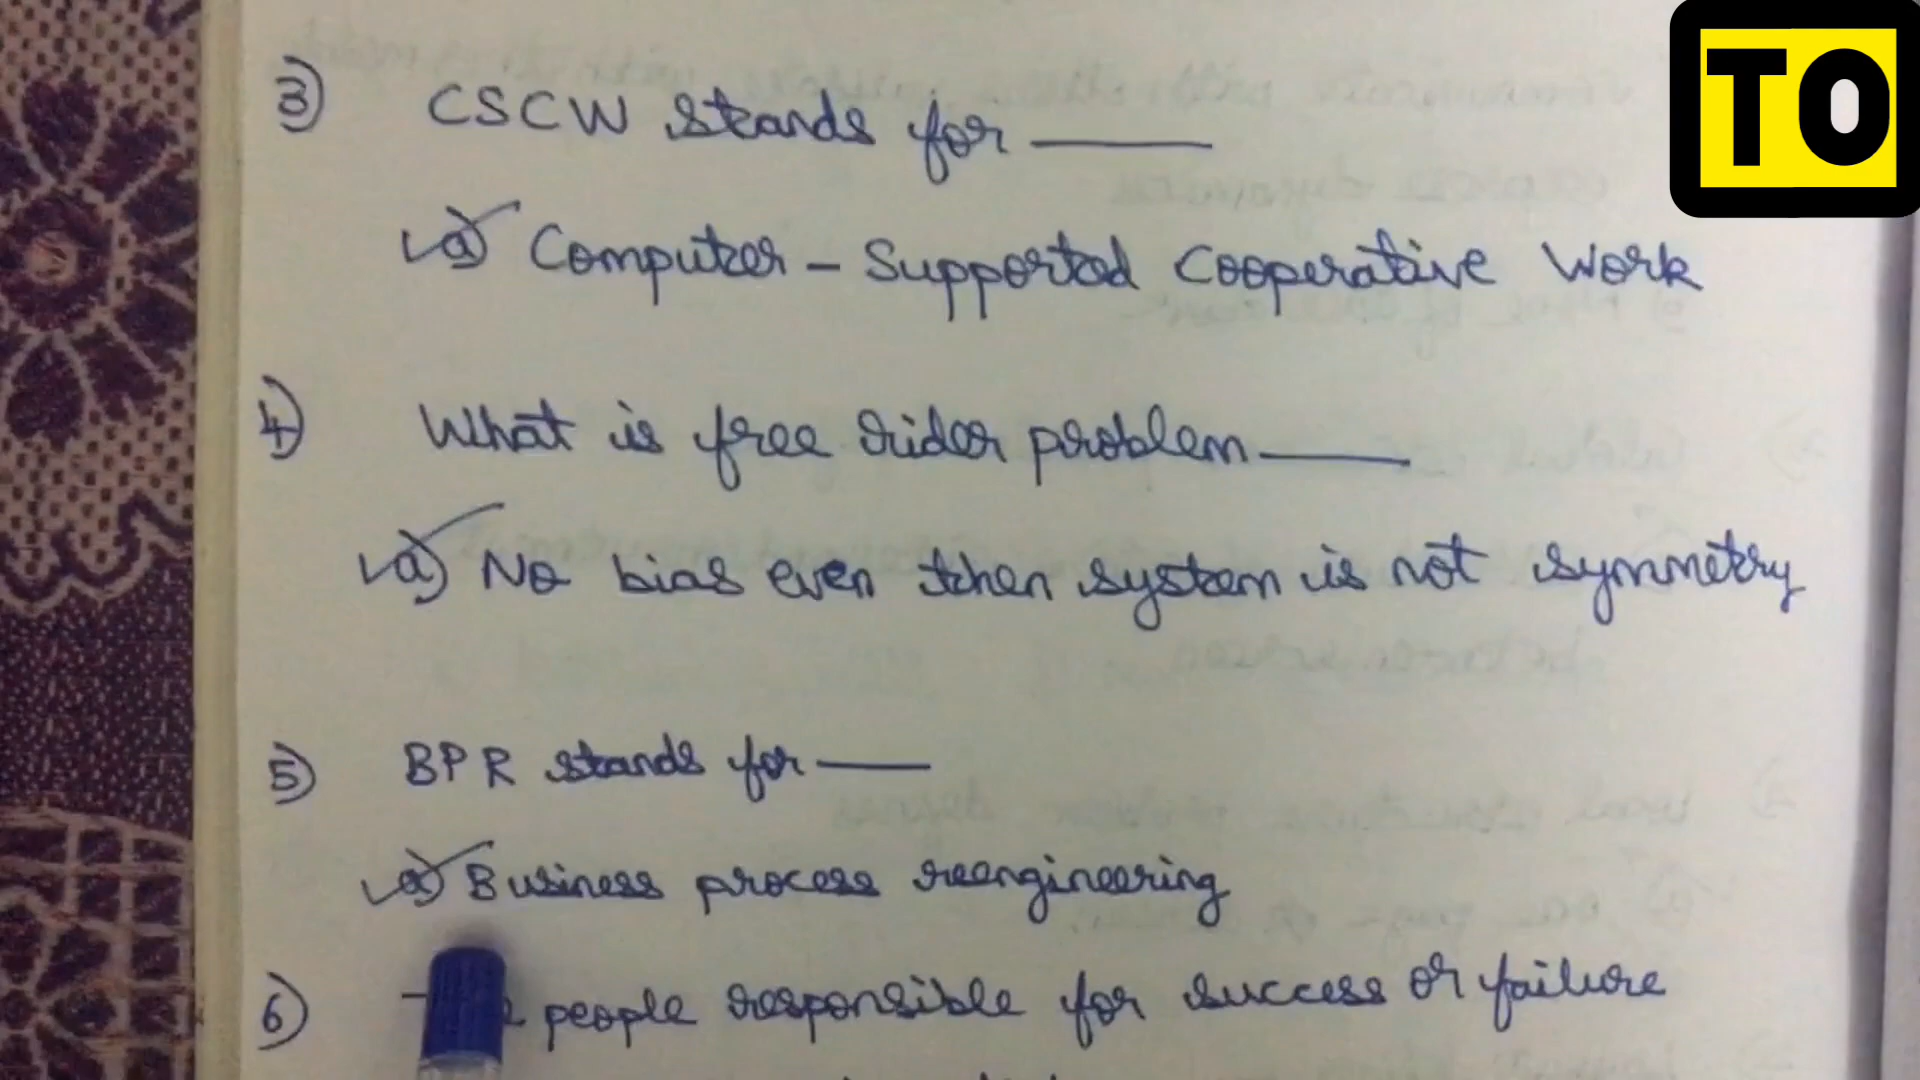 TO
3) CSCW stands for ____
a) Computer - Supported Cooperative Work
4) What is free rider problem ____
a) No bias even then system is not symmetry
5) BPR stands for ____
a) Business process reengineering
6) people responsible for success or failure